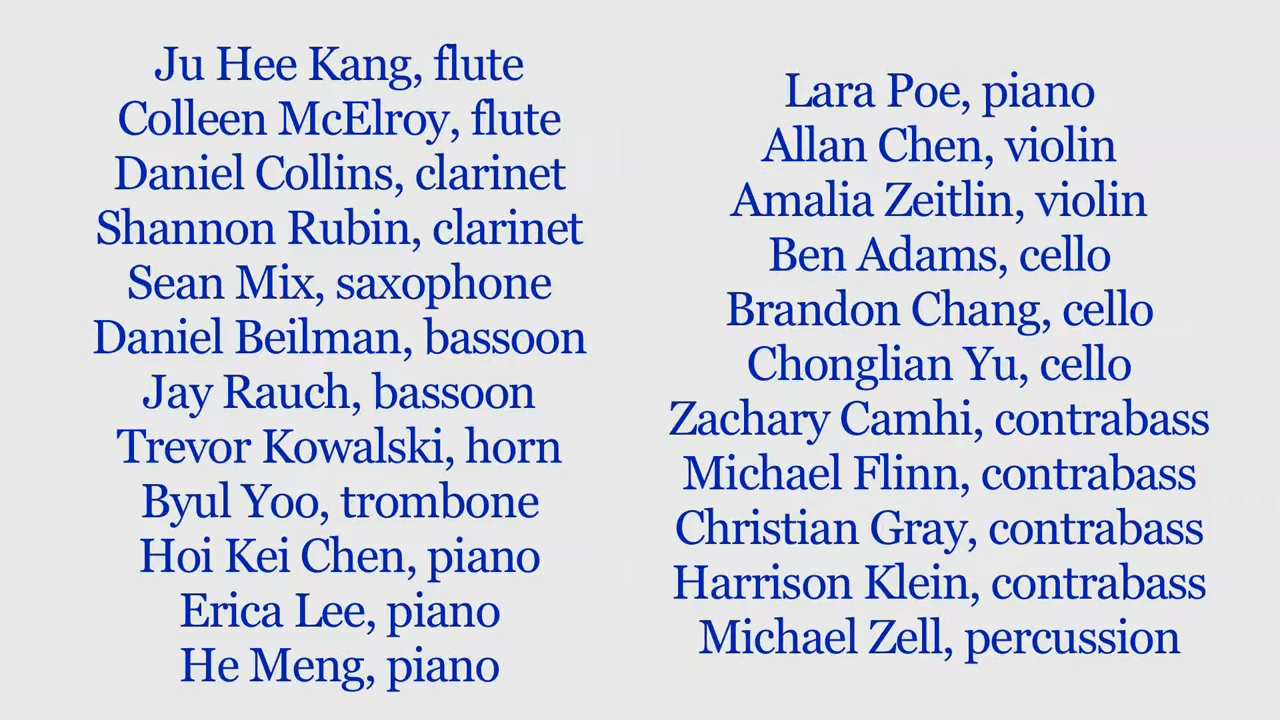 Ju Hee Kang, flute
Colleen McElroy, flute
Daniel Collins, clarinet
Shannon Rubin, clarinet
Sean Mix, saxophone
Daniel Beilman, bassoon
Jay Rauch, bassoon
Trevor Kowalski, horn
Byul Yoo, trombone
Hoi Kei Chen, piano
Erica Lee, piano
He Meng, piano
Lara Poe, piano
Allan Chen, violin
Amalia Zeitlin, violin
Ben Adams, cello
Brandon Chang, cello
Chonglian Yu, cello
Zachary Camhi, contrabass
Michael Flinn, contrabass
Christian Gray, contrabass
Harrison Klein, contrabass
Michael Zell, percussion